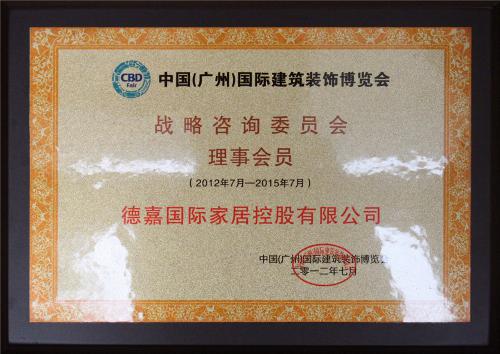 CBD
Fair
中国(广州)国际建筑装饰博览会
战略咨询委员会
理事会员
(2012年7月—2015年7月)
德嘉国际家居控股有限公司
中国(广州)国际建筑装饰博览会
二零一二年七月